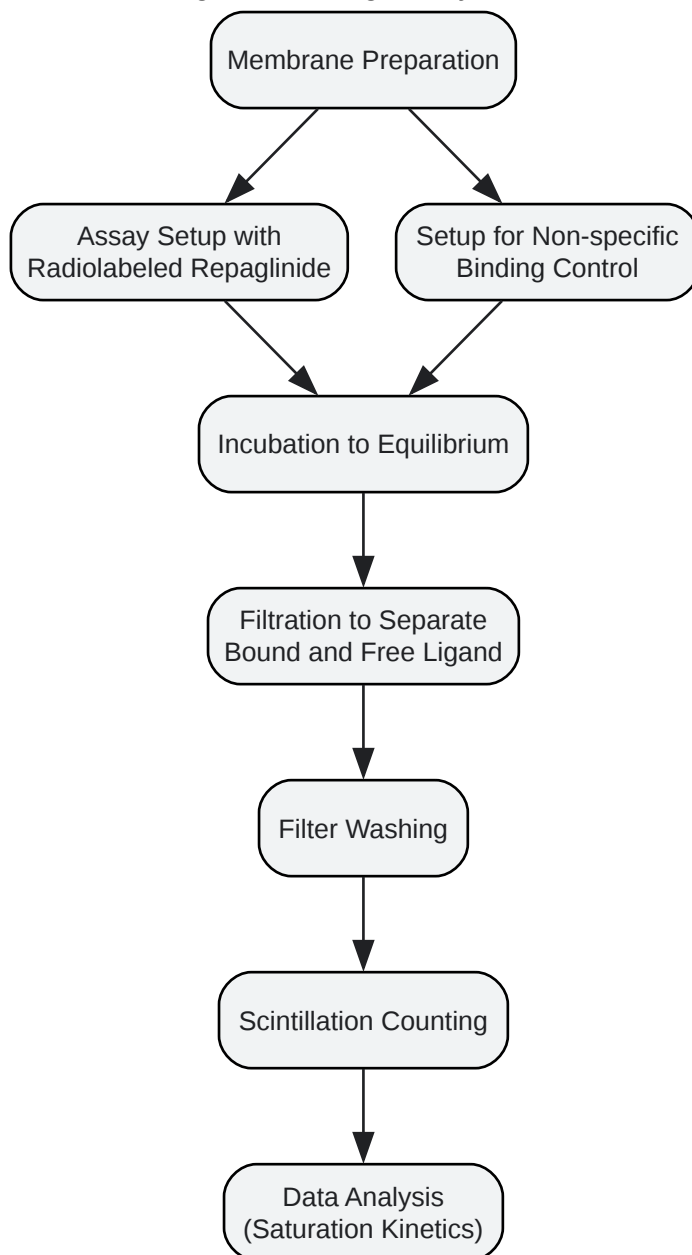 Membrane Preparation
Assay Setup with
Radiolabeled Repaglinide
Setup for Non-specific
Binding Control
Incubation to Equilibrium
Filtration to Separate
Bound and Free Ligand
Filter Washing
Scintillation Counting
Data Analysis
(Saturation Kinetics)